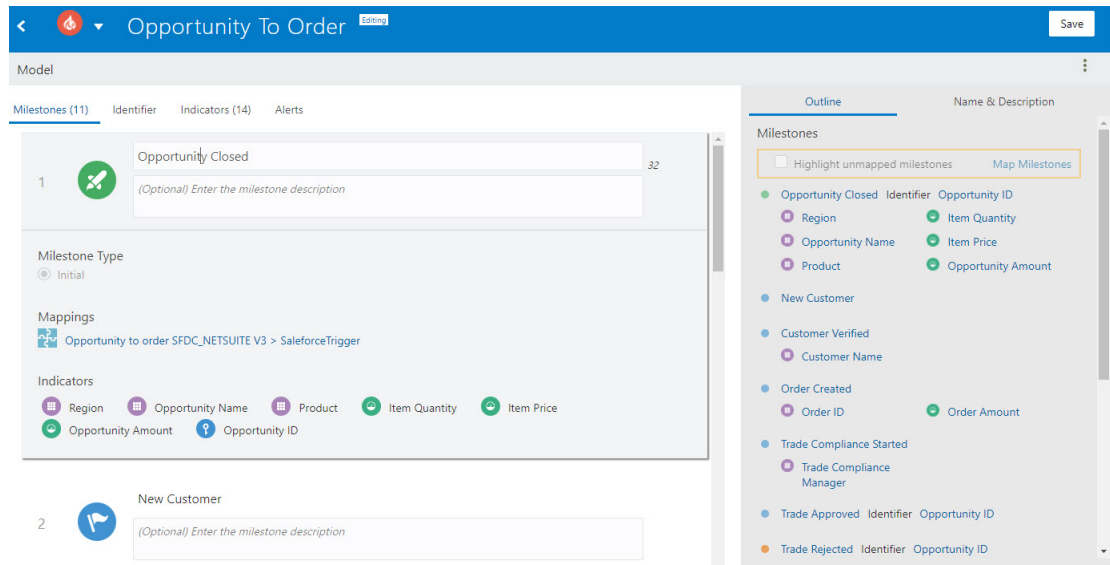 Opportunity To Order Editing Save
Model
Milestones (11) Identifier Indicators (14) Alerts
1
Opportunity Closed 32
(Optional) Enter the milestone description
Milestone Type
Initial
Mappings
Opportunity to order SFDC_NETSUITE V3 > SaleforceTrigger
Indicators
Region Opportunity Name Product Item Quantity Item Price
Opportunity Amount Opportunity ID
2
New Customer
(Optional) Enter the milestone description
Outline Name & Description
Milestones
Highlight unmapped milestones Map Milestones
Opportunity Closed Identifier Opportunity ID
Region Item Quantity
Opportunity Name Item Price
Product Opportunity Amount
New Customer
Customer Verified
Customer Name
Order Created
Order ID Order Amount
Trade Compliance Started
Trade Compliance
Manager
Trade Approved Identifier Opportunity ID
Trade Rejected Identifier Opportunity ID